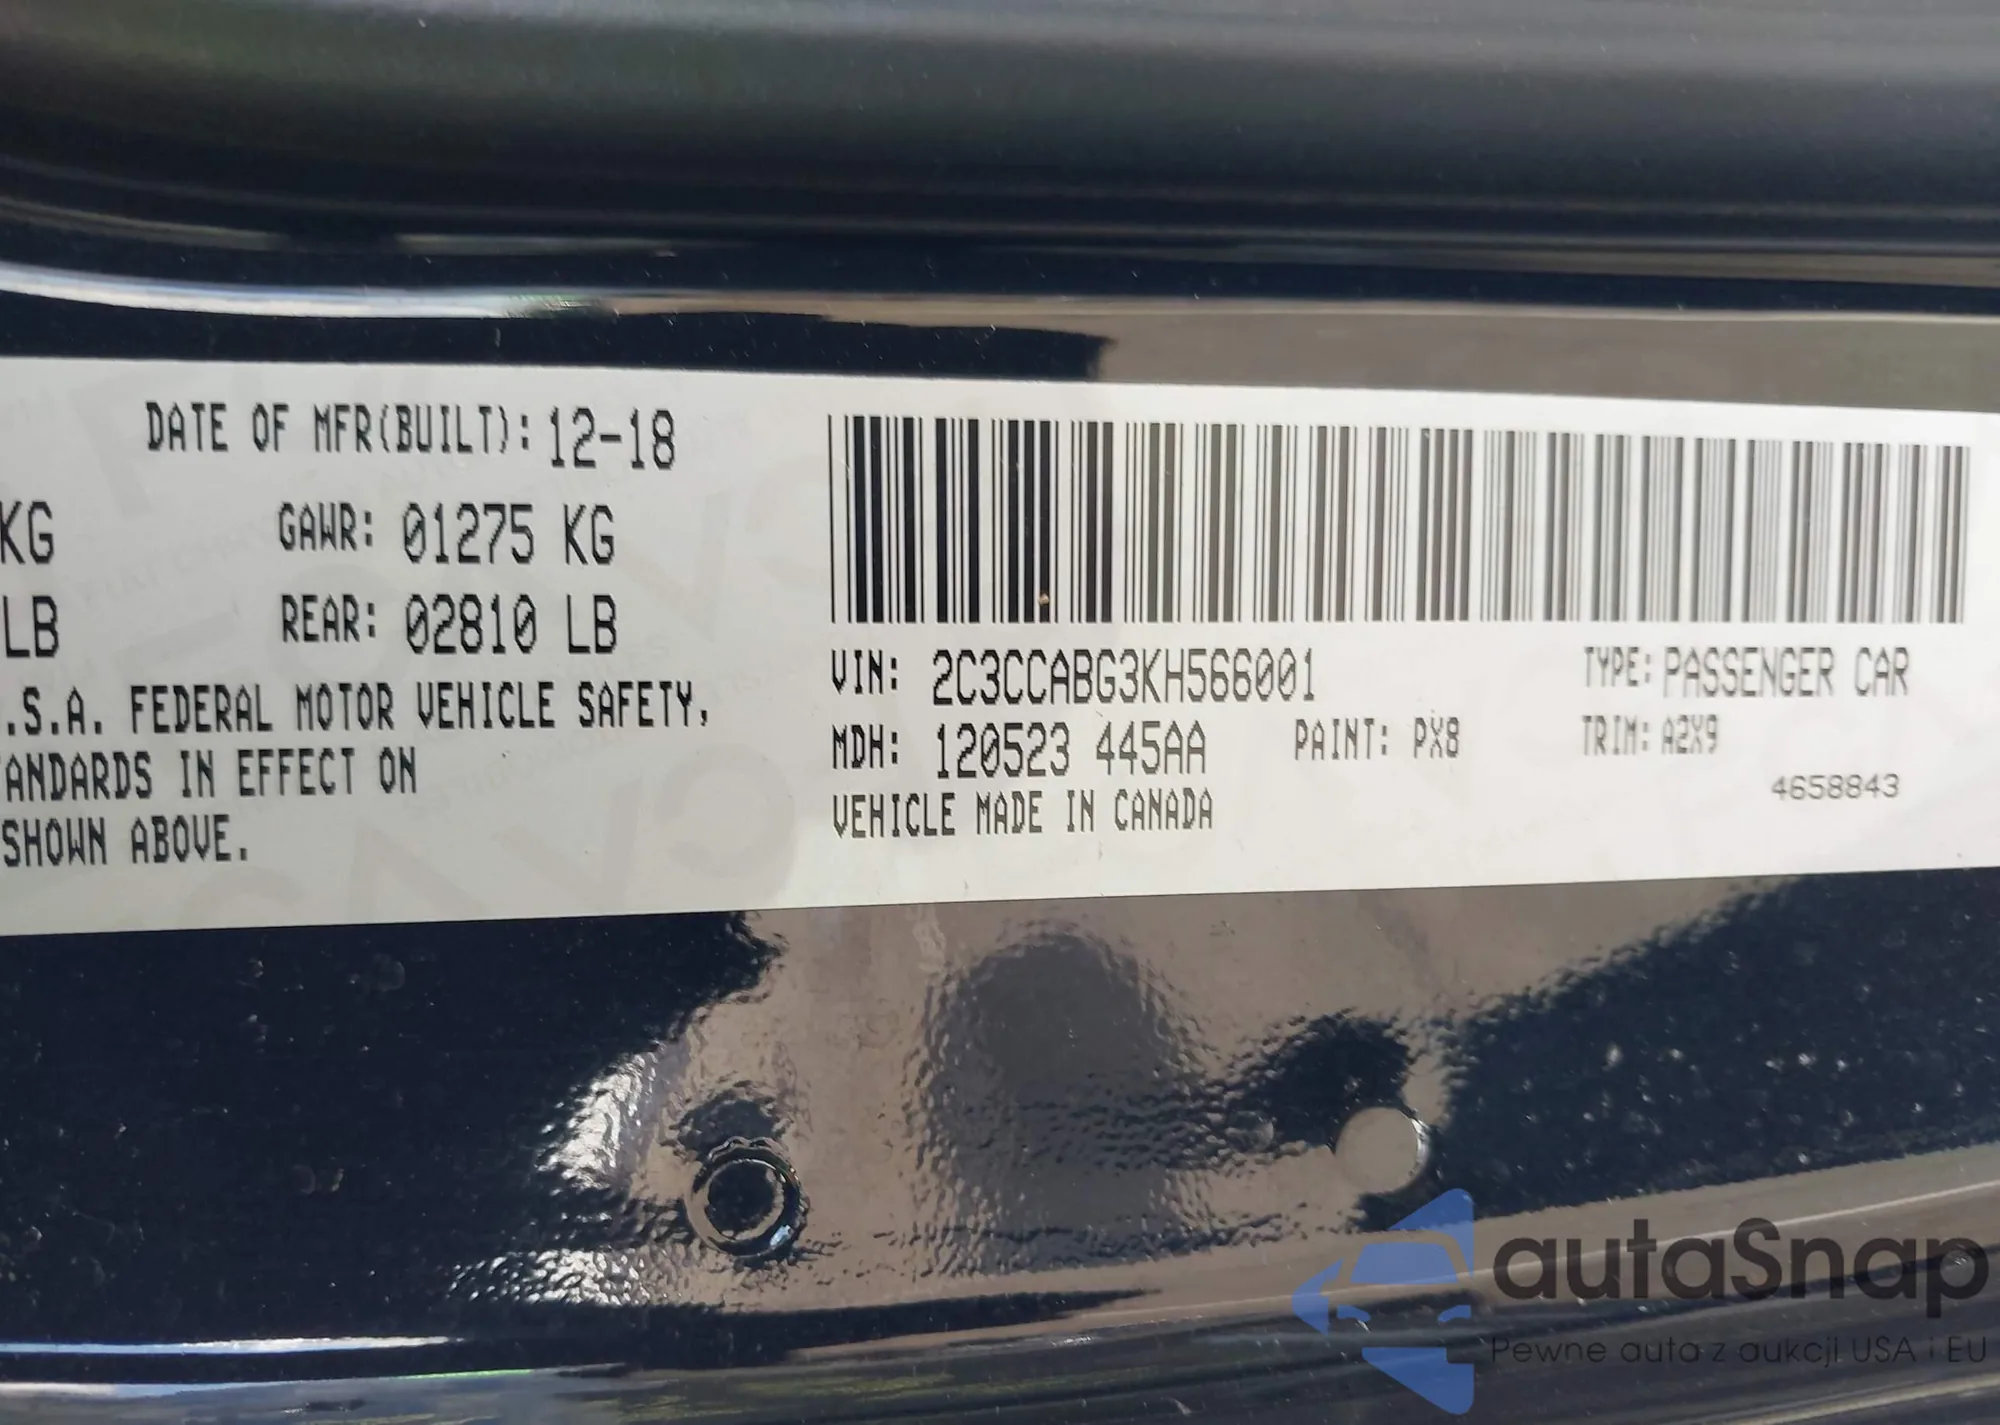 DATE OF MFR(BUILT): 12-18
KG GAWR: 01275 KG
LB REAR: 02810 LB
.S.A. FEDERAL MOTOR VEHICLE SAFETY,
TANDARDS IN EFFECT ON
SHOWN ABOVE.
VIN: 2C3CCABG3KH566001 TYPE: PASSENGER CAR
MDH: 120523 445AA PAINT: PX8 TRIM: A2X9
VEHICLE MADE IN CANADA
4658843
autaSnap
Pewne auta z aukcji USA i EU